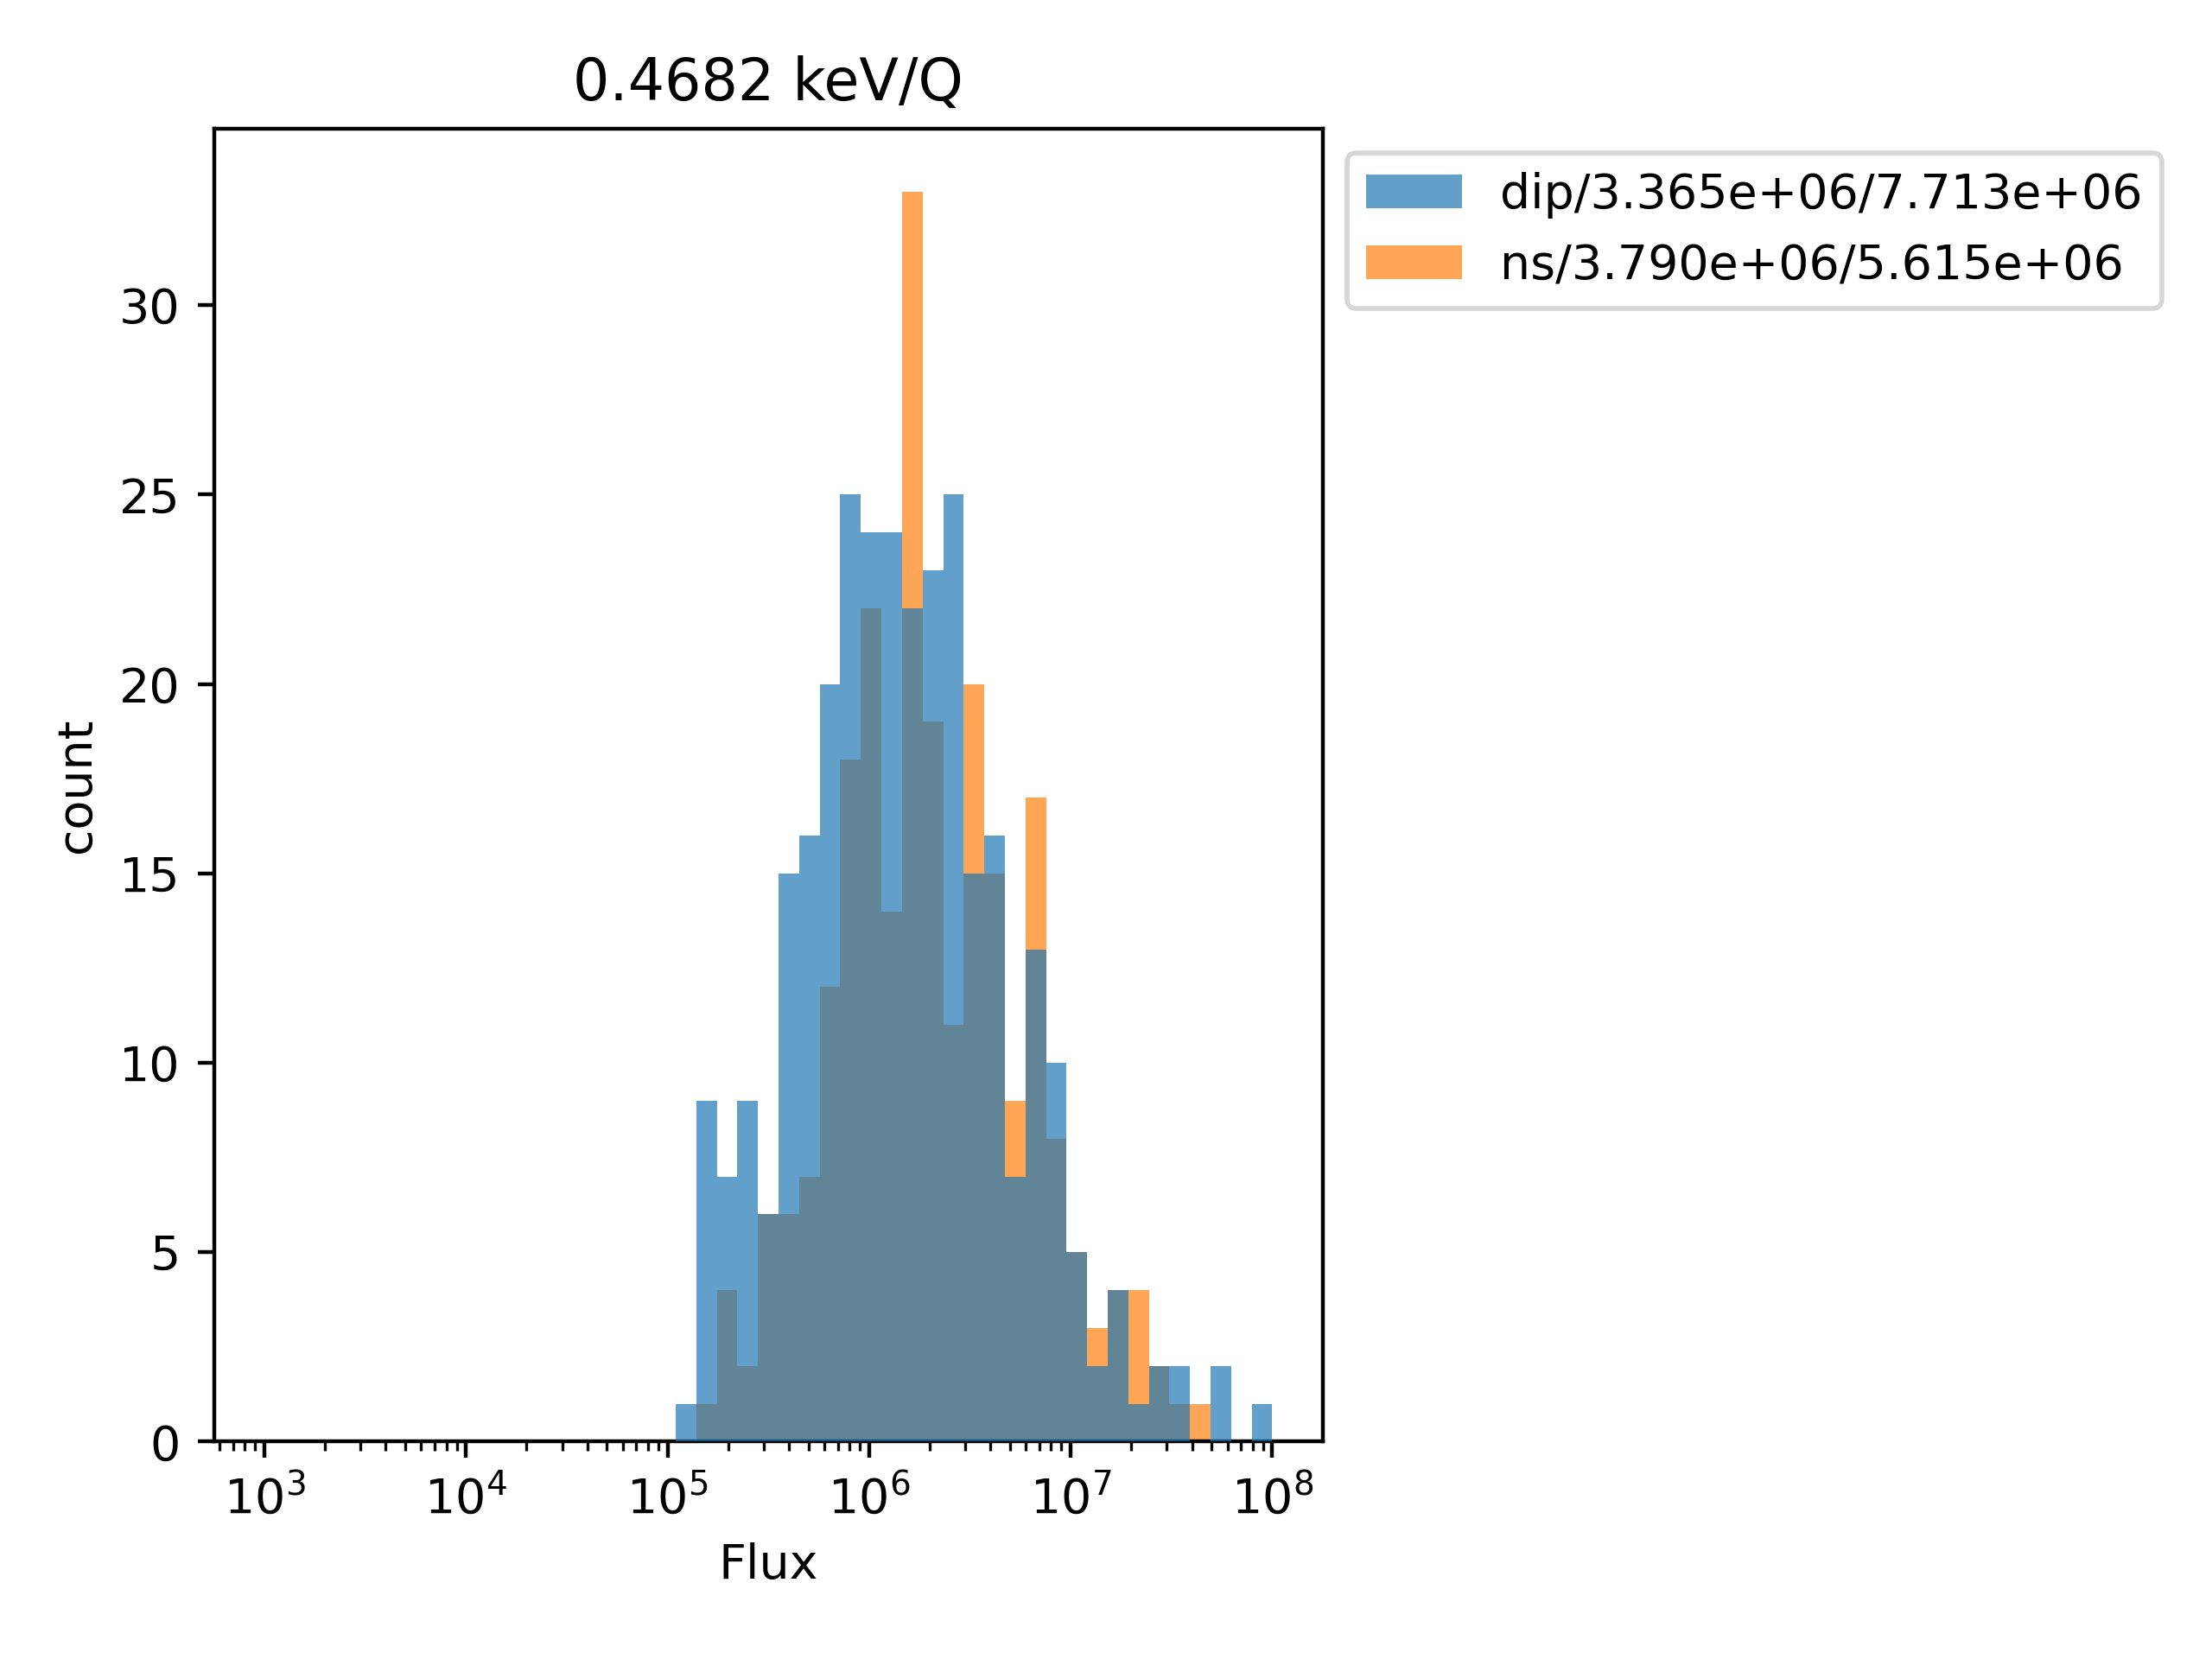 0.4682 keV/Q
dip/3.365e+06/7.713e+06
ns/3.790e+06/5.615e+06
30
25
20
15
10
5
0
count
10³ 10⁴ 10⁵ 10⁶ 10⁷ 10⁸
Flux